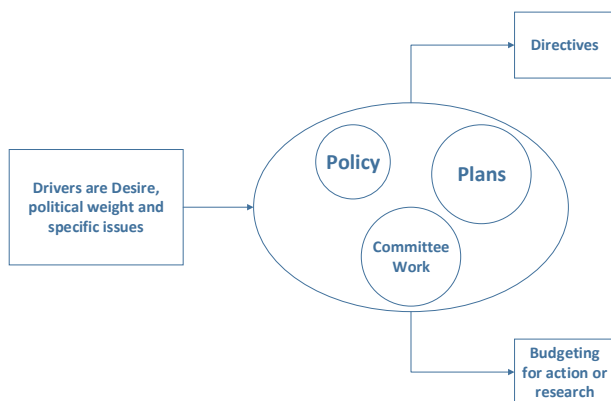 Directives
Policy
Plans
Drivers are Desire,
political weight and
specific issues
Committee
Work
Budgeting
for action or
research